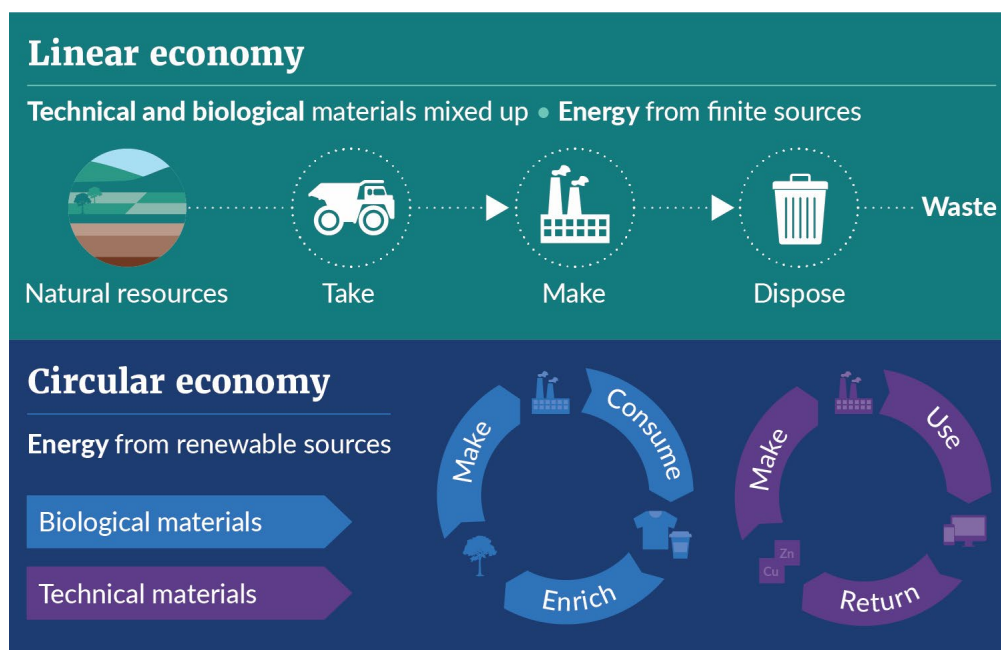 Linear economy
Technical and biological materials mixed up • Energy from finite sources
Waste
Natural resources
Take
Make
Dispose
Circular economy
Energy from renewable sources
Biological materials
Technical materials
Make
Consume
Enrich
Make
Use
Return
Zn
Cu